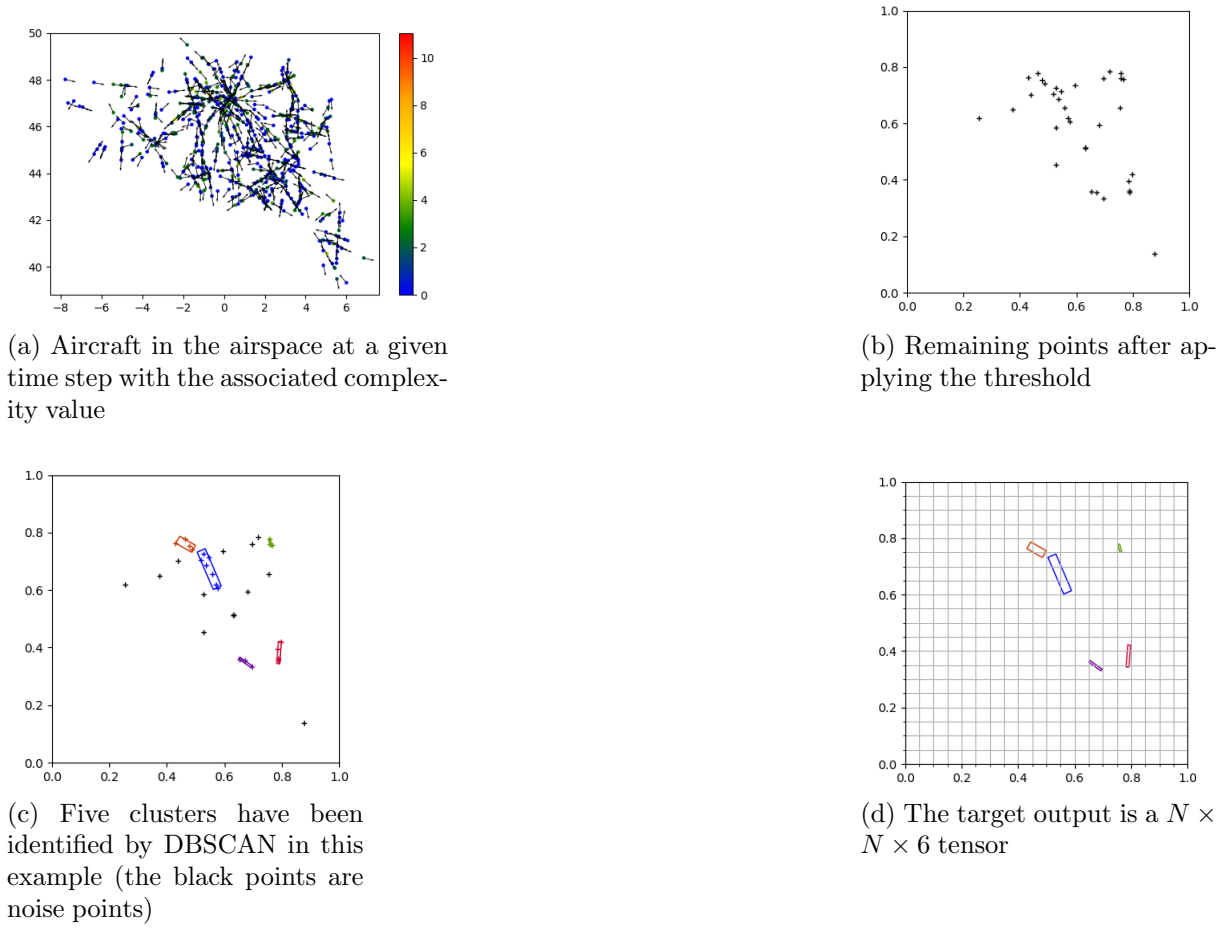 50
48
46
44
42
40
−8 −6 −4 −2 0 2 4 6
10
8
6
4
2
0
(a) Aircraft in the airspace at a given
time step with the associated complex-
ity value
1.0
0.8
0.6
0.4
0.2
0.0
0.0 0.2 0.4 0.6 0.8 1.0
(b) Remaining points after ap-
plying the threshold
1.0
0.8
0.6
0.4
0.2
0.0
0.0 0.2 0.4 0.6 0.8 1.0
(c) Five clusters have been
identified by DBSCAN in this
example (the black points are
noise points)
1.0
0.8
0.6
0.4
0.2
0.0
0.0 0.2 0.4 0.6 0.8 1.0
(d) The target output is a N ×
N × 6 tensor